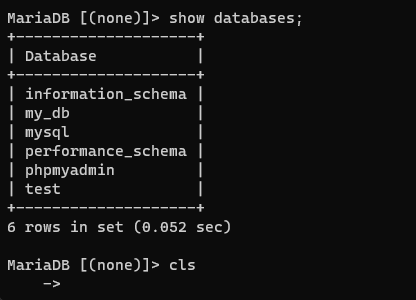 MariaDB [(none)]> show databases;
+--------------------+
| Database           |
+--------------------+
| information_schema |
| my_db              |
| mysql              |
| performance_schema |
| phpmyadmin         |
| test               |
+--------------------+
6 rows in set (0.052 sec)
MariaDB [(none)]> cls
    ->